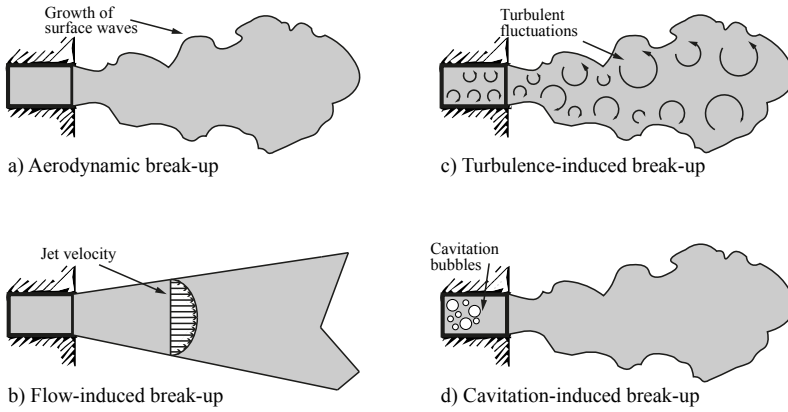 Growth of
surface waves
a) Aerodynamic break-up
Turbulent
fluctuations
c) Turbulence-induced break-up
Jet velocity
b) Flow-induced break-up
Cavitation
bubbles
d) Cavitation-induced break-up